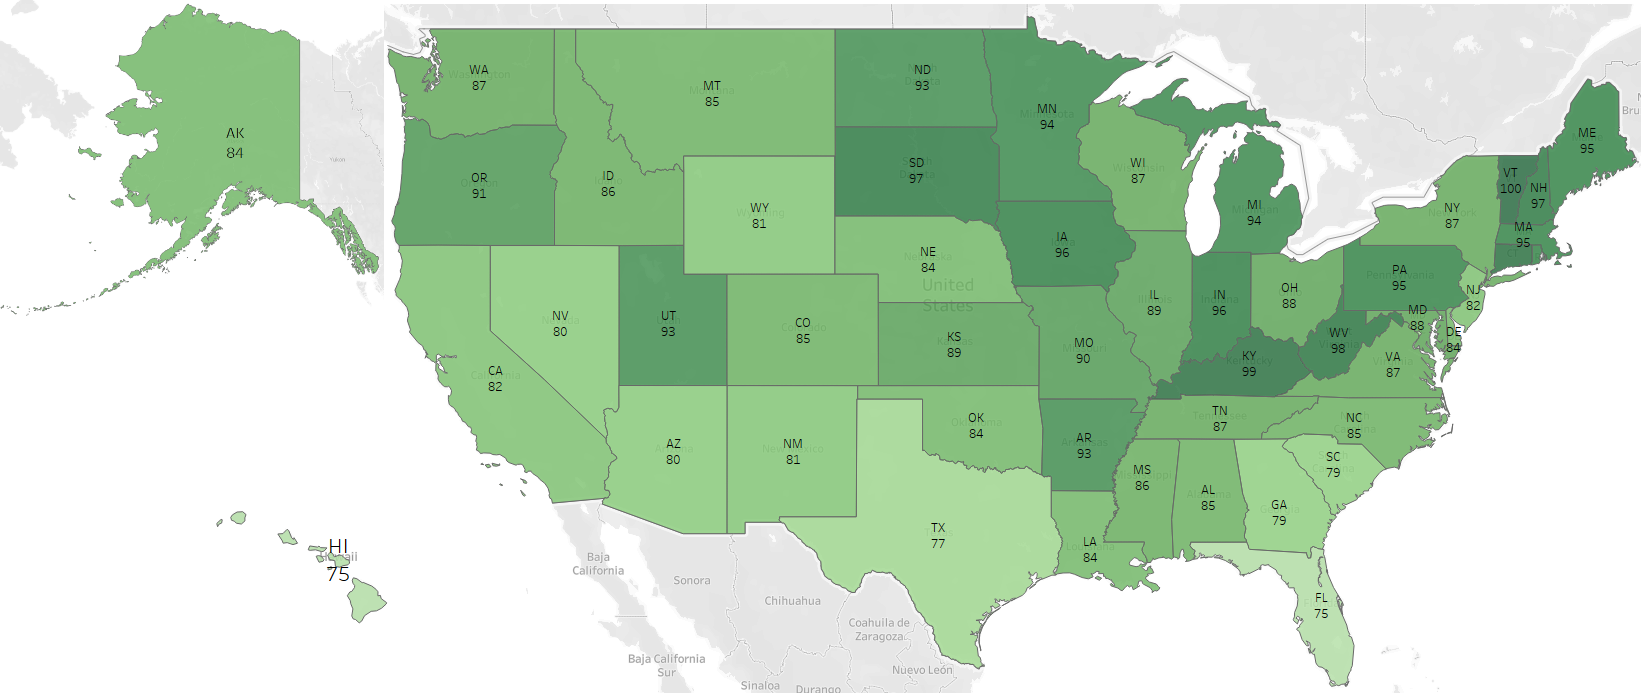 AK
84
HI
75
WA
87
OR
91
CA
82
NV
80
ID
86
MT
85
WY
81
UT
93
CO
85
AZ
80
NM
81
ND
93
SD
97
NE
84
United
States
KS
89
OK
84
TX
77
MN
94
IA
96
MO
90
AR
93
LA
84
WI
87
IL
89
MI
94
IN
96
OH
88
KY
99
TN
87
MS
86
AL
85
GA
79
FL
75
SC
79
NC
85
VA
87
WV
98
MD
88
DE
84
PA
95
NJ
82
NY
87
VT
100
NH
97
ME
95
MA
95
CT
Baja
California
Sonora
Chihuahua
Coahuila de
Zaragoza
Nuevo León
Baja California
Sur
Sinaloa
Durango